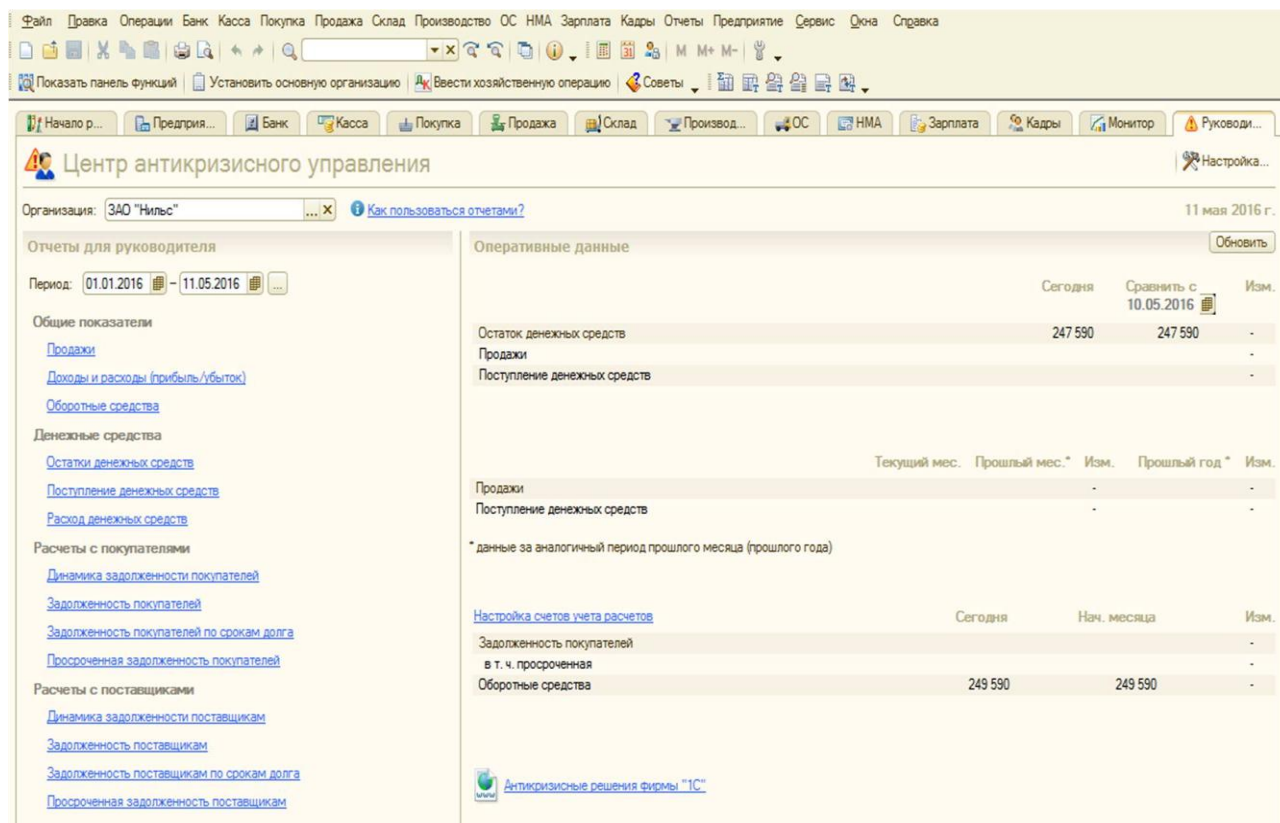 Файл Правка Операции Банк Касса Покупка Продажа Склад Производство ОС НМА Зарплата Кадры Отчеты Предприятие Сервис Окна Справка
M M+ M-
Показать панель функций Установить основную организацию Ввести хозяйственную операцию Советы
Начало р... Предприя... Банк Касса Покупка Продажа Склад Производ... ОС НМА Зарплата Кадры Монитор Руководи...
Центр антикризисного управления Настройка...
Организация: ЗАО "Нильс" ... Как пользоваться отчетами? 11 мая 2016 г.
Отчеты для руководителя
Период: 01.01.2016 – 11.05.2016 ...
Общие показатели
Продажи
Доходы и расходы (прибыль/убыток)
Оборотные средства
Денежные средства
Остатки денежных средств
Поступление денежных средств
Расход денежных средств
Расчеты с покупателями
Динамика задолженности покупателей
Задолженность покупателей
Задолженность покупателей по срокам долга
Просроченная задолженность покупателей
Расчеты с поставщиками
Динамика задолженности поставщикам
Задолженность поставщикам
Задолженность поставщикам по срокам долга
Просроченная задолженность поставщикам
Оперативные данные Обновить
Сегодня Сравнить с Изм.
10.05.2016
Остаток денежных средств 247 590 247 590 -
Продажи -
Поступление денежных средств -
Текущий мес. Прошлый мес.* Изм. Прошлый год * Изм.
Продажи - -
Поступление денежных средств - -
* данные за аналогичный период прошлого месяца (прошлого года)
Настройка счетов учета расчетов Сегодня Нач. месяца Изм.
Задолженность покупателей -
в т. ч. просроченная -
Оборотные средства 249 590 249 590 -
www Антикризисные решения фирмы "1С"